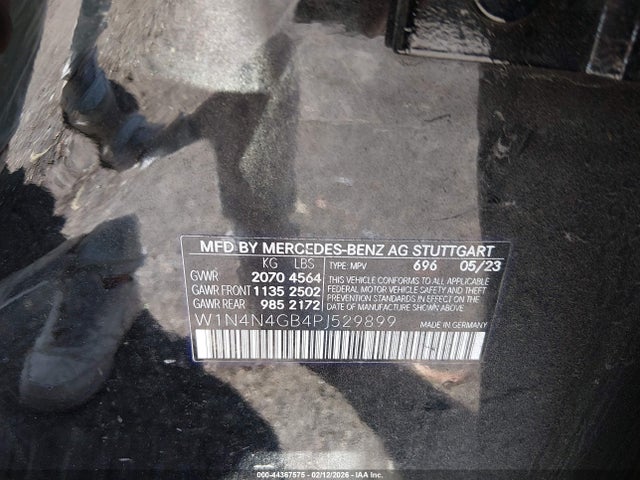 MFD BY MERCEDES-BENZ AG STUTTGART
KG LBS TYPE: MPV 696 05/23
GVWR 2070 4564
GAWR FRONT 1135 2502
GAWR REAR 985 2172
THIS VEHICLE CONFORMS TO ALL APPLICABLE
FEDERAL MOTOR VEHICLE SAFETY, BUMPER, AND THEFT
PREVENTION STANDARDS IN EFFECT ON THE
DATE OF MANUFACTURE SHOWN ABOVE.
W1N4N4GB4PJ529899
MADE IN GERMANY
000-44367575 - 02/12/2026 - IAA Inc.